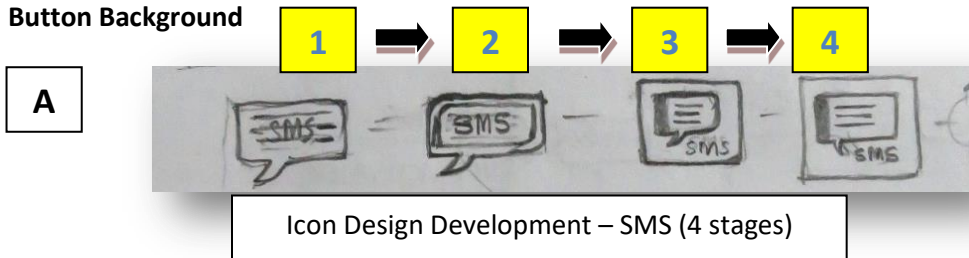 Button Background
1 2 3 4
A
SMS SMS SMS SMS
Icon Design Development – SMS (4 stages)